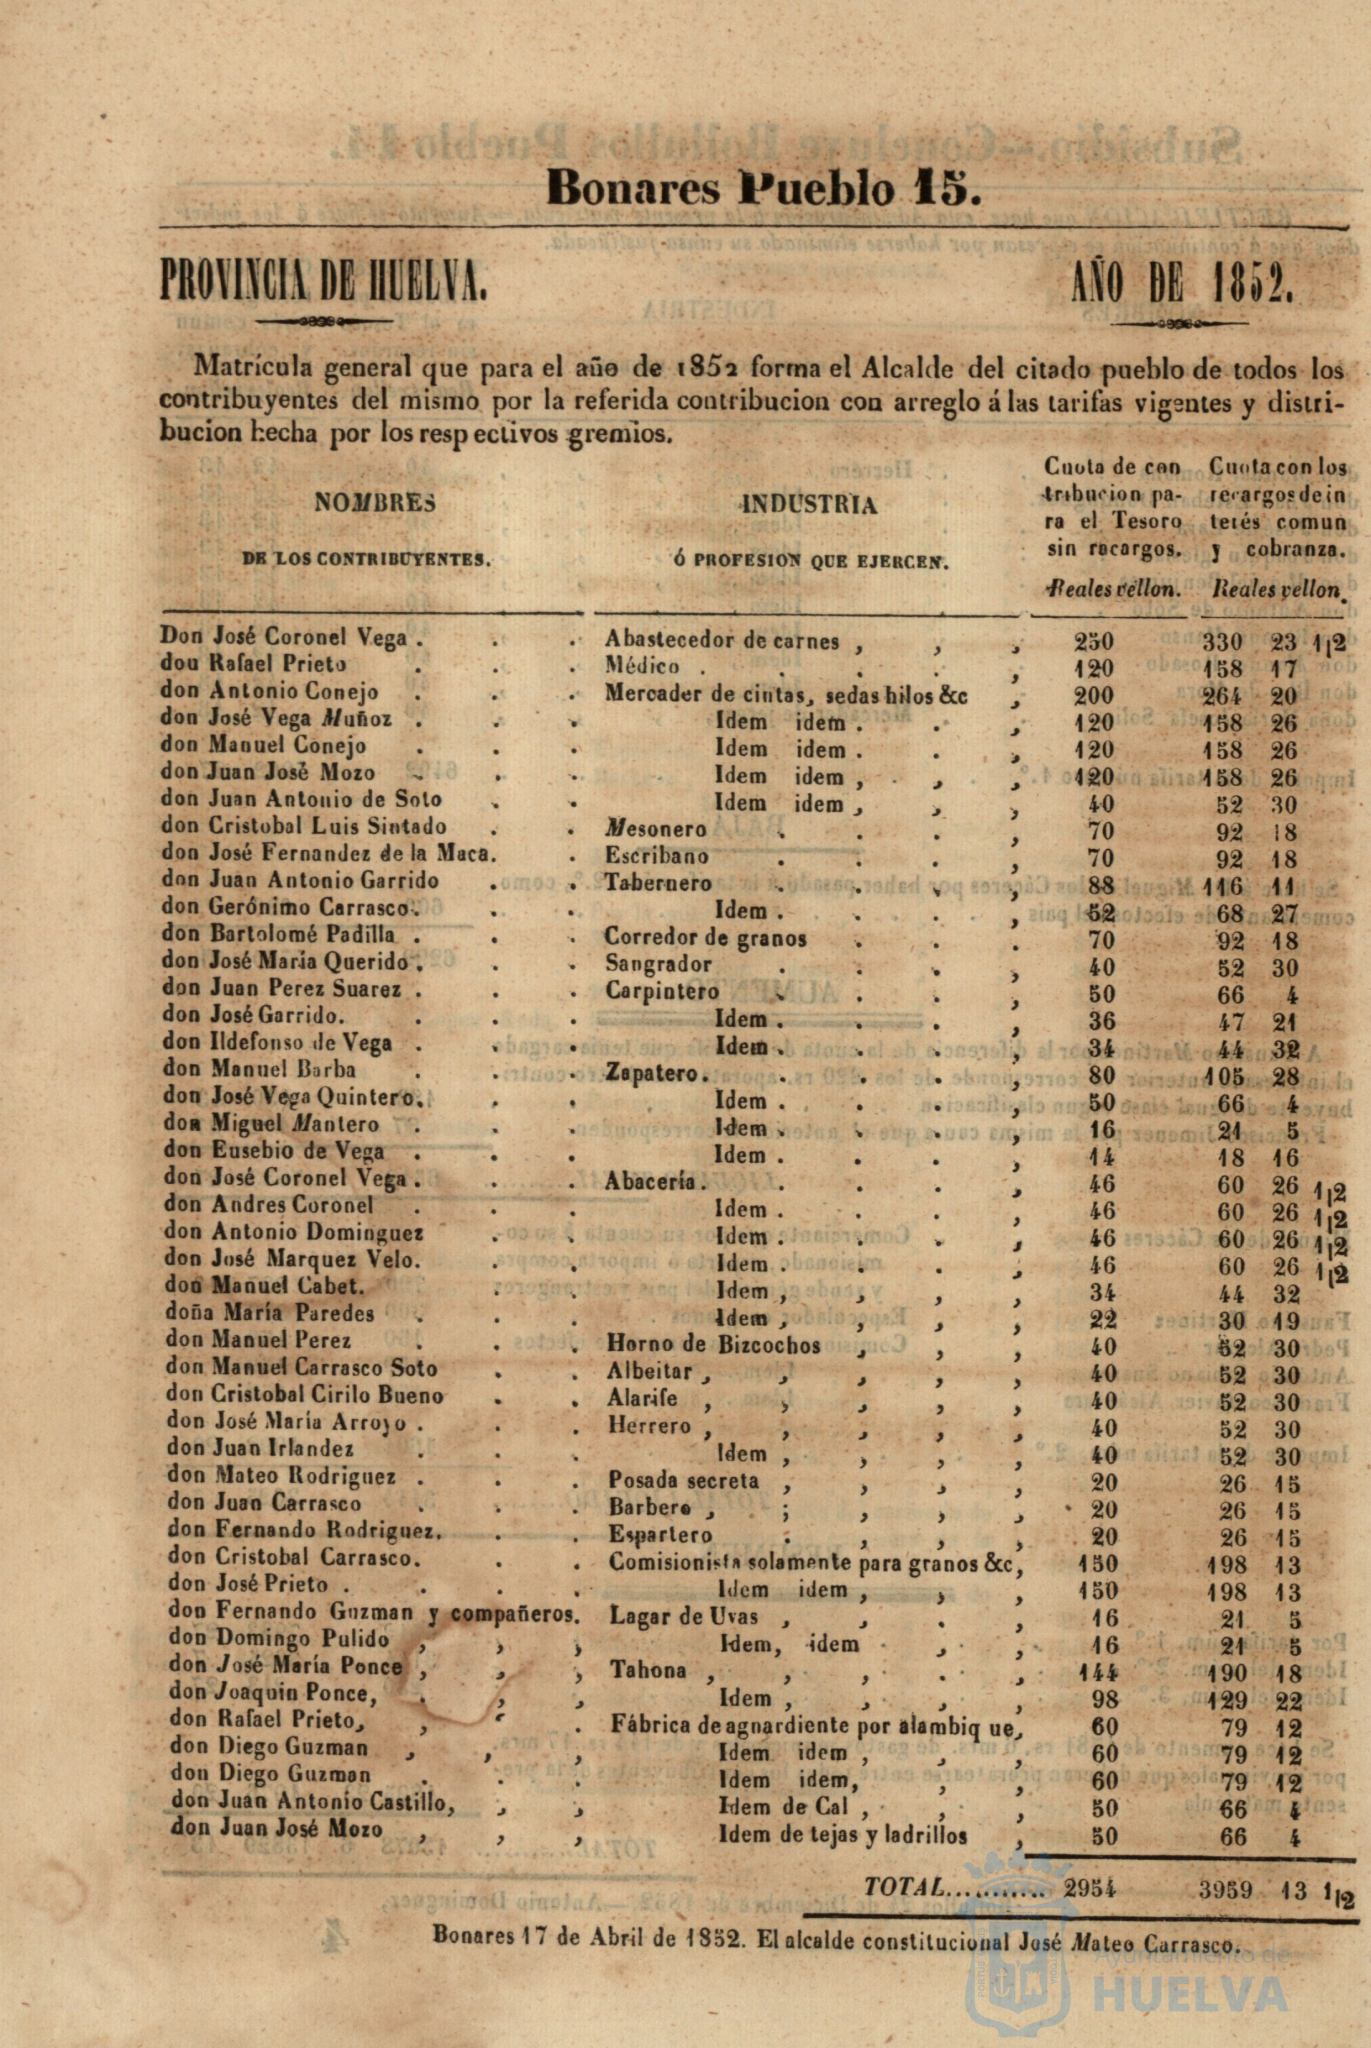 Bonares Pueblo 15.
PROVINCIA DE HUELVA. AÑO DE 1852.
Matrícula general que para el año de 1852 forma el Alcalde del citado pueblo de todos los
contribuyentes del mismo por la referida contribucion con arreglo á las tarifas vigentes y distri-
bucion hecha por los resp ectivos gremios.
NOMBRES
DE LOS CONTRIBUYENTES.
INDUSTRIA
Ó PROFESION QUE EJERCEN.
Cuota de con
tribucion pa-
ra el Tesoro
sin racargos.
Reales vellon.
Cuota con los
recargos de in
terés comun
y cobranza.
Reales vellon.
Don José Coronel Vega . . . Abastecedor de carnes , , , 250 330 23 1|2
dou Rafael Prieto . . . Médico . . . . , 120 158 17
don Antonio Conejo . . . Mercader de cintas, sedas hilos &c , 200 264 20
don José Vega Muñoz . . . Idem idem . . , 120 158 26
don Manuel Conejo . . . Idem idem . . , 120 158 26
don Juan José Mozo . . . Idem idem , , , 120 158 26
don Juan Antonio de Soto . . Idem idem , , , 40 52 30
don Cristobal Luis Sintado . . Mesonero . . . , 70 92 18
don José Fernandez de la Maca. . Escribano . . . , 70 92 18
don Juan Antonio Garrido . . Tabernero . . . , 88 116 11
don Gerónimo Carrasco . . . Idem . . . , 52 68 27
don Bartolomé Padilla . . . Corredor de granos . . . 70 92 18
don José María Querido . . . Sangrador . . . , 40 52 30
don Juan Perez Suarez . . . Carpintero . . . , 50 66 4
don José Garrido. . . . Idem . . . , 36 47 21
don Ildefonso de Vega . . . Idem . . . , 34 44 32
don Manuel Barba . . . Zapatero. . . . , 80 105 28
don José Vega Quintero. . . Idem . . . , 50 66 4
don Miguel Mantero . . . Idem . . . , 16 21 5
don Eusebio de Vega . . . Idem . . . , 14 18 16
don José Coronel Vega . . . Abacería . . . . , 46 60 26 1|2
don Andres Coronel . . . Idem . . . , 46 60 26 1|2
don Antonio Dominguez . . Idem . . . , 46 60 26 1|2
don José Marquez Velo. . . Idem . . . , 46 60 26 1|2
don Manuel Cabet. . . Idem , , , , 34 44 32
doña María Paredes . . . Idem , , , , 22 30 19
don Manuel Perez . . . Horno de Bizcochos , , , 40 52 30
don Manuel Carrasco Soto . . Albeitar , , , , , 40 52 30
don Cristobal Cirilo Bueno . . Alarife , , , , , 40 52 30
don José María Arroyo . . . Herrero , , , , , 40 52 30
don Juan Irlandez . . . Idem , , , , 40 52 30
don Mateo Rodriguez . . . Posada secreta , , , , 20 26 15
don Juan Carrasco . . . Barbero , ; , , , 20 26 15
don Fernando Rodriguez. . . Espartero . , , , 20 26 15
don Cristobal Carrasco. . . Comisionista solamente para granos &c, 150 198 13
don José Prieto . . . . Idem idem , , , 150 198 13
don Fernando Guzman y compañeros. Lagar de Uvas , , . , 16 21 5
don Domingo Pulido , , , Idem, idem . , , 16 21 5
don José María Ponce , , , Tahona , , , . , 144 190 18
don Joaquin Ponce, . , , Idem , , , , 98 129 22
don Rafael Prieto, , . Fábrica de agnardiente por alambiq ue, 60 79 12
don Diego Guzman , , , Idem idem , , , 60 79 12
don Diego Guzman . . . Idem idem, , , 60 79 12
don Juan Antonio Castillo, , , Idem de Cal , , , 50 66 4
don Juan José Mozo , , , Idem de tejas y ladrillos , 50 66 4
TOTAL........... 2954 3959 13 1|2
Bonares 17 de Abril de 1852. El alcalde constitucional José Mateo Carrasco.
Ayuntamiento de
HUELVA